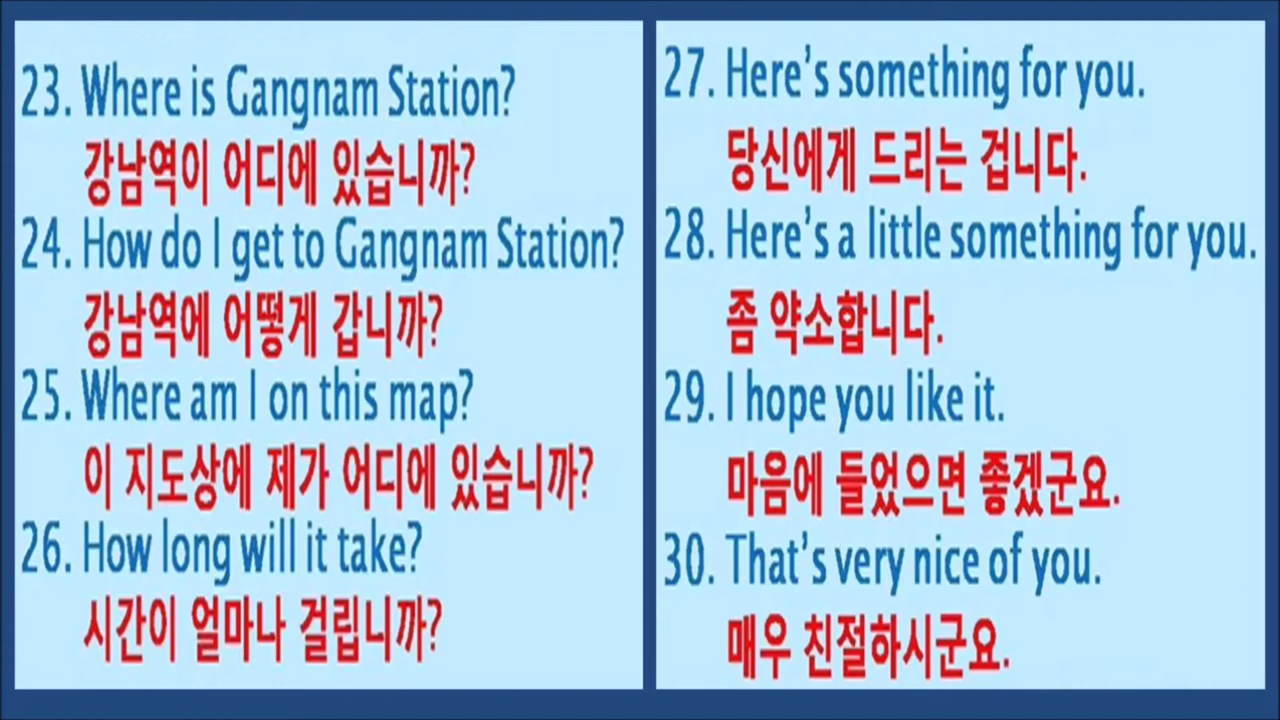 23. Where is Gangnam Station?
강남역이 어디에 있습니까?
24. How do I get to Gangnam Station?
강남역에 어떻게 갑니까?
25. Where am I on this map?
이 지도상에 제가 어디에 있습니까?
26. How long will it take?
시간이 얼마나 걸립니까?
27. Here's something for you.
당신에게 드리는 겁니다.
28. Here's a little something for you.
좀 약소합니다.
29. I hope you like it.
마음에 들었으면 좋겠군요.
30. That's very nice of you.
매우 친절하시군요.